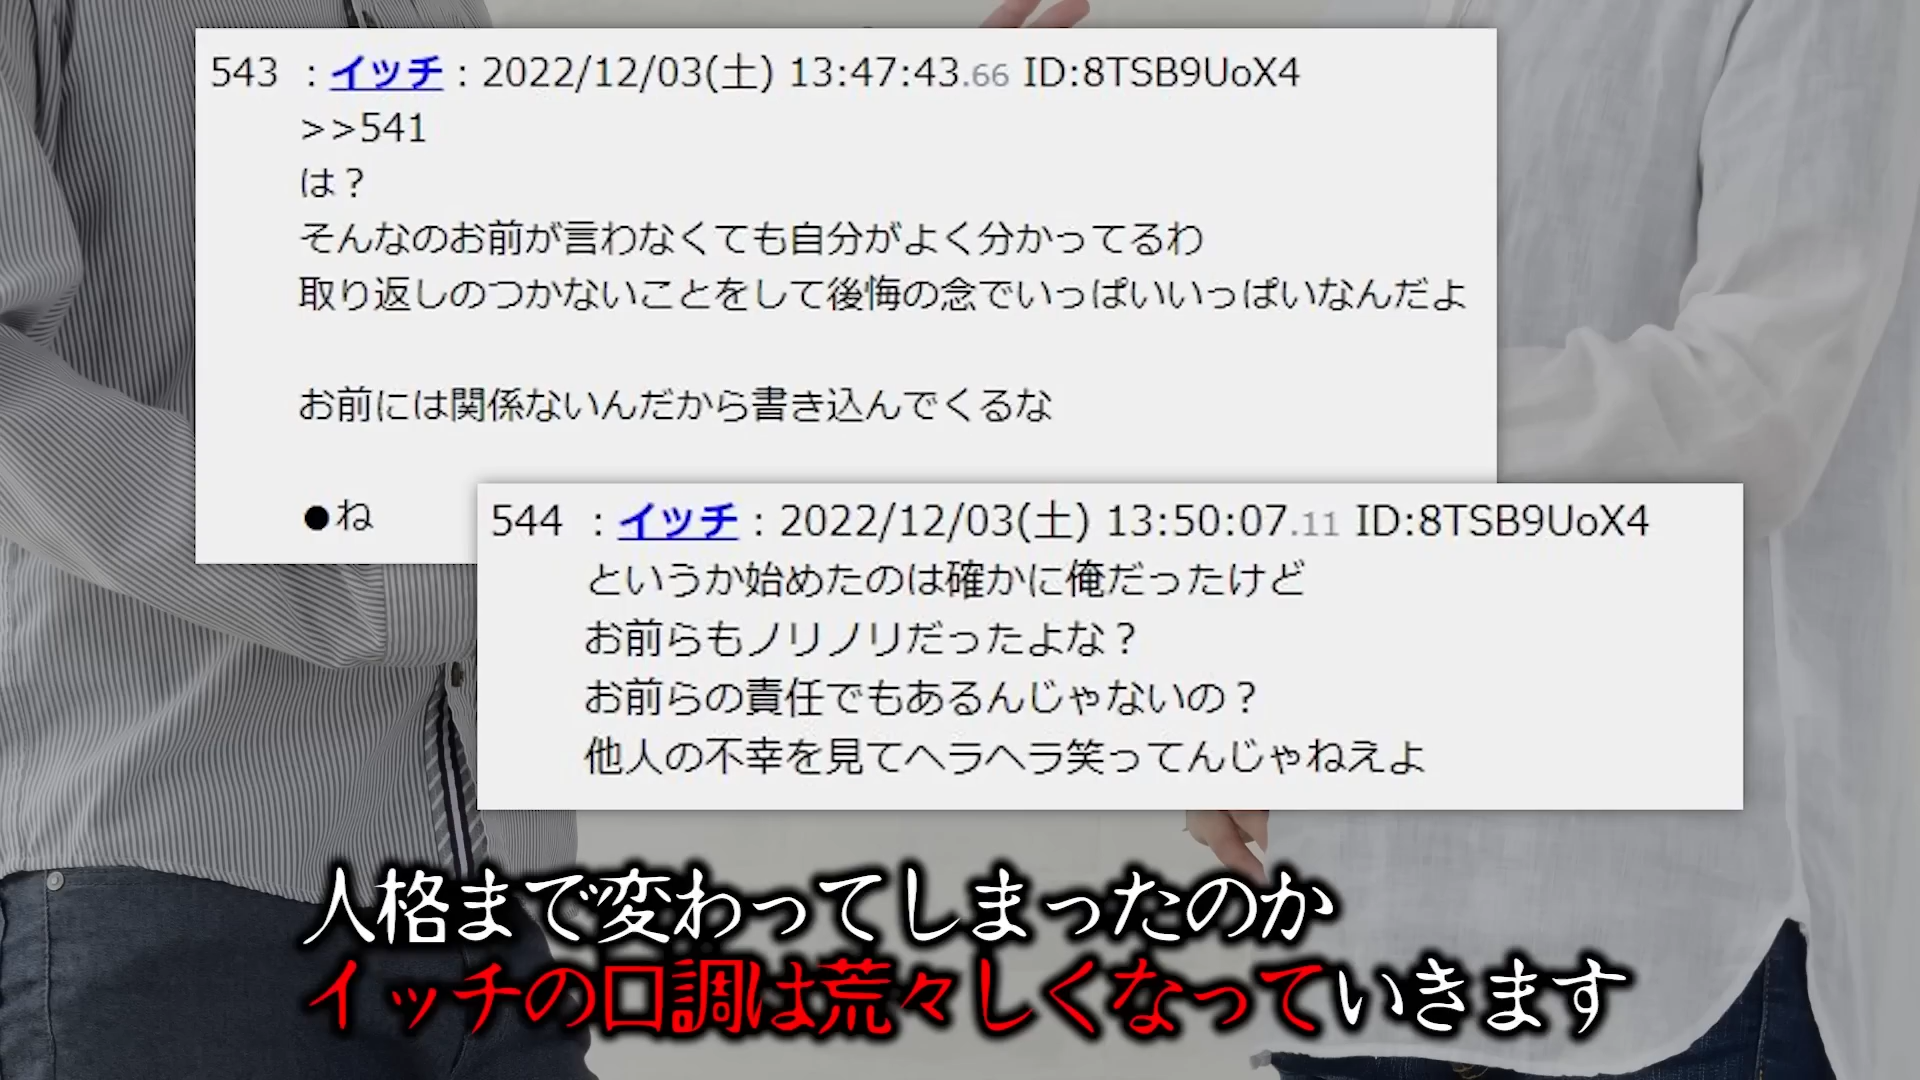 543 ：イッチ：2022/12/03(土) 13:47:43.66 ID:8TSB9UoX4
>>541
は？
そんなのお前が言わなくても自分がよく分かってるわ
取り返しのつかないことをして後悔の念でいっぱいいっぱいなんだよ
お前には関係ないんだから書き込んでくるな
●ね
544 ：イッチ：2022/12/03(土) 13:50:07.11 ID:8TSB9UoX4
というか始めたのは確かに俺だったけど
お前らもノリノリだったよな？
お前らの責任でもあるんじゃないの？
他人の不幸を見てヘラヘラ笑ってんじゃねえよ
人格まで変わってしまったのか
イッチの口調は荒々しくなっていきます